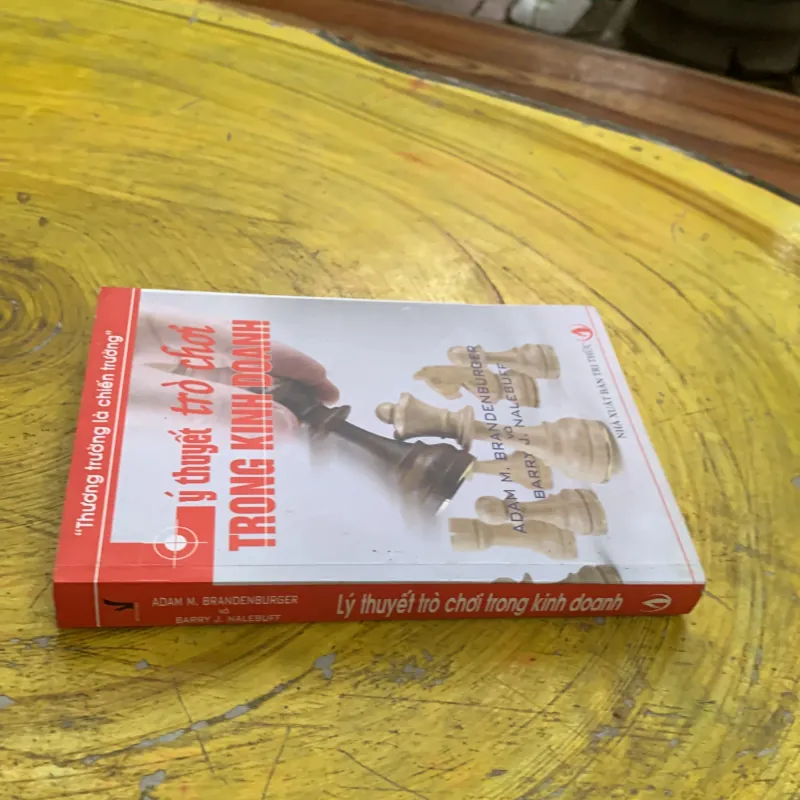 "Thương trường là chiến trường"
Lý thuyết trò chơi
TRONG KINH DOANH
ADAM M. BRANDENBURGER
và
BARRY J. NALEBUFF
NHÀ XUẤT BẢN TRI THỨC
ADAM M. BRANDENBURGER
và
BARRY J. NALEBUFF
Lý thuyết trò chơi trong kinh doanh